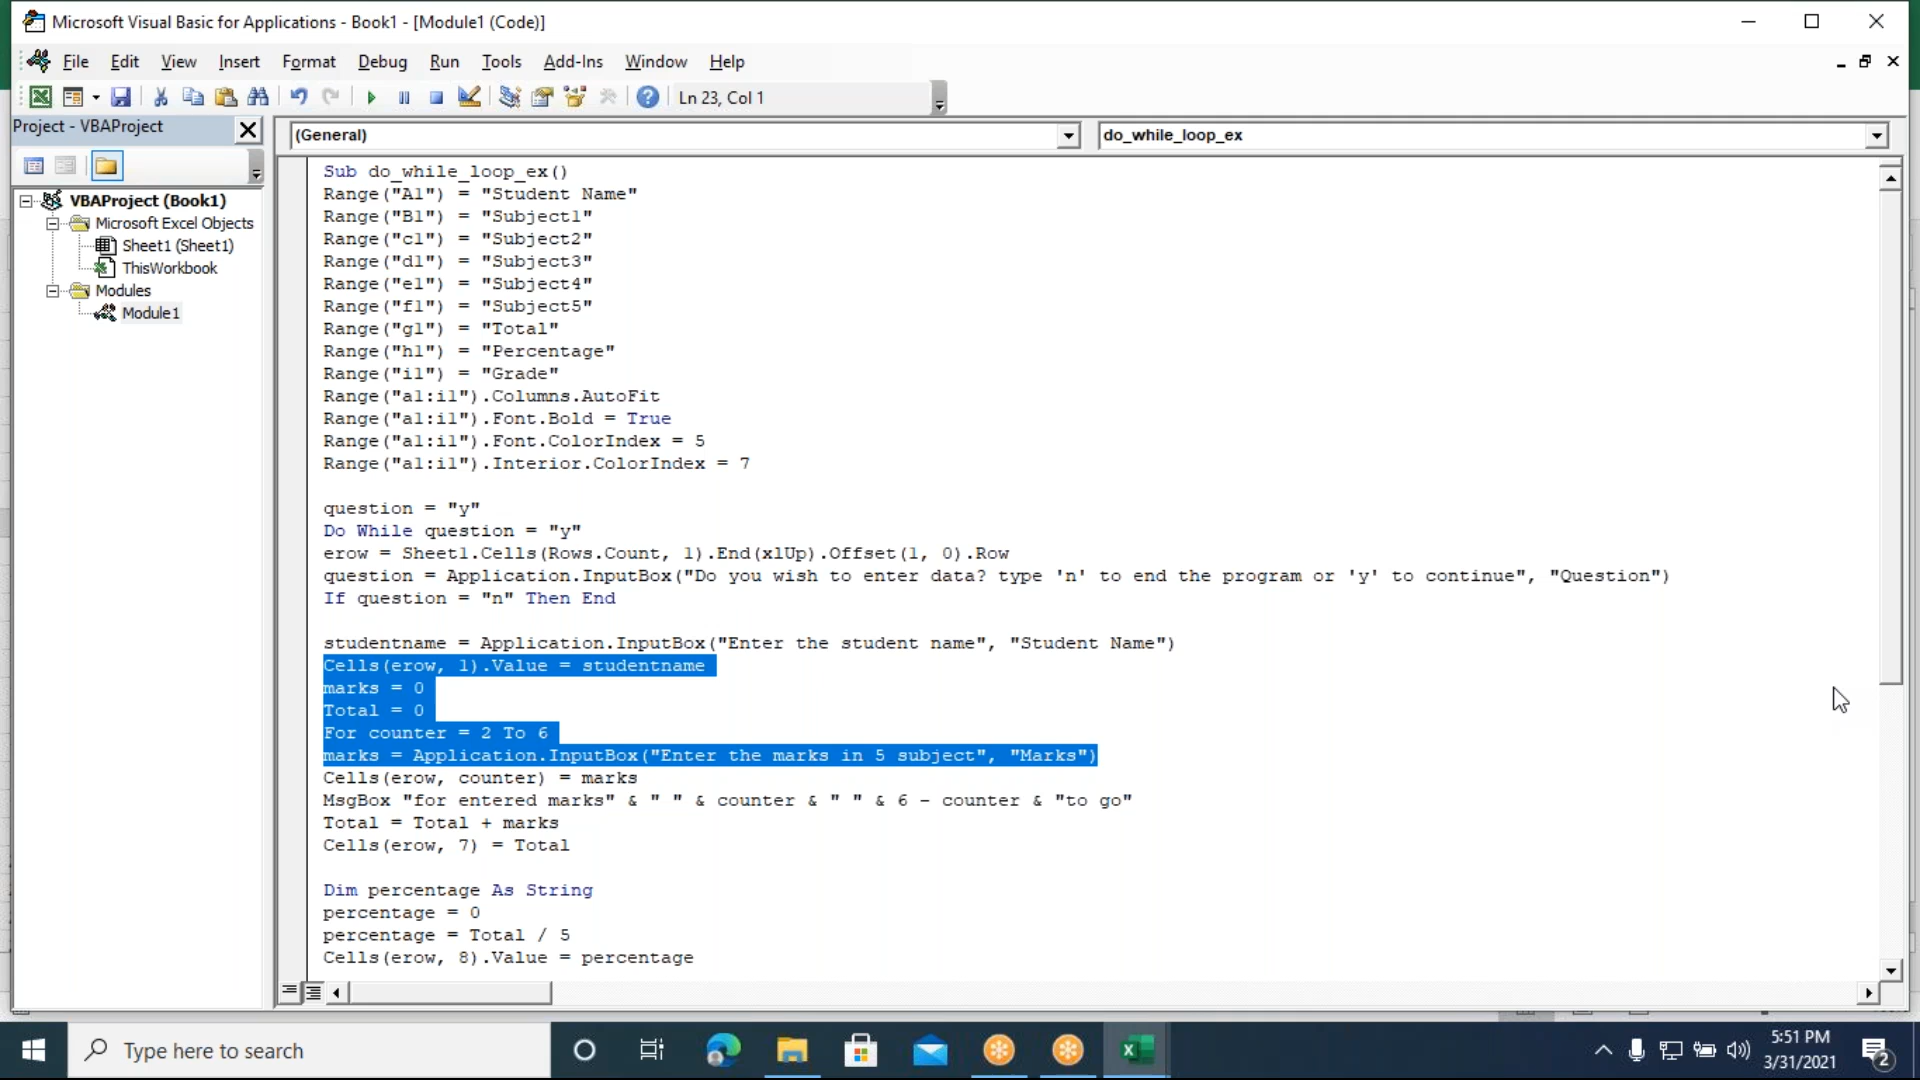 Microsoft Visual Basic for Applications - Book1 - [Module1 (Code)]
File Edit View Insert Format Debug Run Tools Add-Ins Window Help
Ln 23, Col 1
Project - VBAProject
(General)
do_while_loop_ex
VBAProject (Book1)
Microsoft Excel Objects
Sheet1 (Sheet1)
ThisWorkbook
Modules
Module1
Sub do_while_loop_ex()
Range("A1") = "Student Name"
Range("B1") = "Subject1"
Range("c1") = "Subject2"
Range("d1") = "Subject3"
Range("e1") = "Subject4"
Range("f1") = "Subject5"
Range("g1") = "Total"
Range("h1") = "Percentage"
Range("i1") = "Grade"
Range("a1:i1").Columns.AutoFit
Range("a1:i1").Font.Bold = True
Range("a1:i1").Font.ColorIndex = 5
Range("a1:i1").Interior.ColorIndex = 7
question = "y"
Do While question = "y"
erow = Sheet1.Cells(Rows.Count, 1).End(xlUp).Offset(1, 0).Row
question = Application.InputBox("Do you wish to enter data? type 'n' to end the program or 'y' to continue", "Question")
If question = "n" Then End
studentname = Application.InputBox("Enter the student name", "Student Name")
Cells(erow, 1).Value = studentname
marks = 0
Total = 0
For counter = 2 To 6
marks = Application.InputBox("Enter the marks in 5 subject", "Marks")
Cells(erow, counter) = marks
MsgBox "for entered marks" & " " & counter & " " & 6 - counter & "to go"
Total = Total + marks
Cells(erow, 7) = Total
Dim percentage As String
percentage = 0
percentage = Total / 5
Cells(erow, 8).Value = percentage
Type here to search
5:51 PM
3/31/2021
2